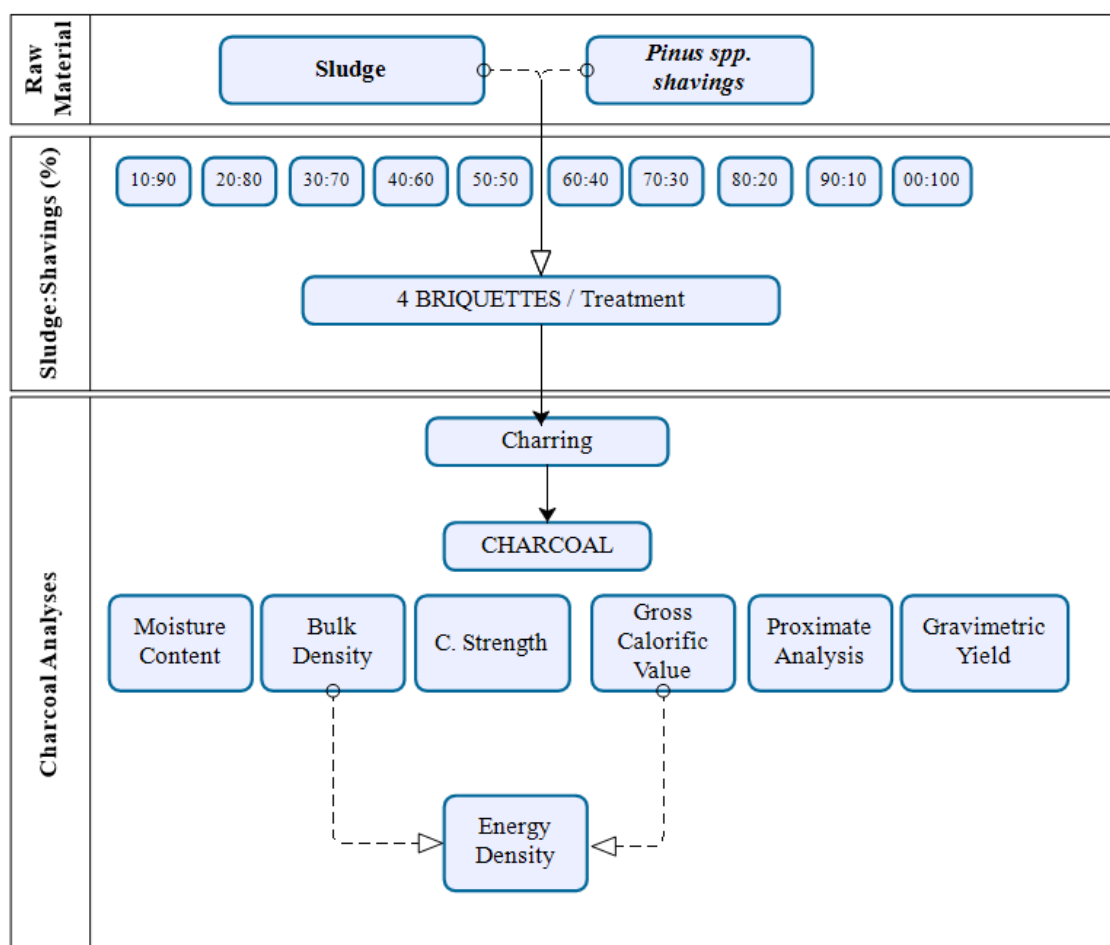 Raw
Material
Sludge
Pinus spp.
shavings
Sludge:Shavings (%)
10:90
20:80
30:70
40:60
50:50
60:40
70:30
80:20
90:10
00:100
4 BRIQUETTES / Treatment
Charcoal Analyses
Charring
CHARCOAL
Moisture
Content
Bulk
Density
C. Strength
Gross
Calorific
Value
Proximate
Analysis
Gravimetric
Yield
Energy
Density